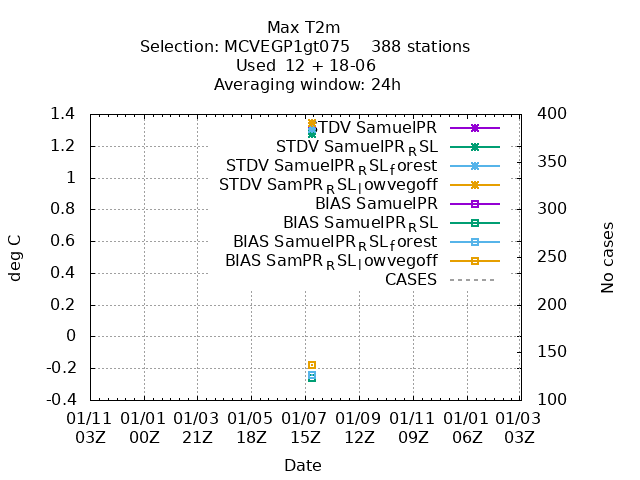 Max T2m
Selection: MCVEGP1gt075    388 stations
Used  12 + 18-06
Averaging window: 24h
1.4
1.2
1
0.8
0.6
0.4
0.2
0
-0.2
-0.4
400
350
300
250
200
150
100
deg C
No cases
STDV SamuelPR
STDV SamuelPR_RSL
STDV SamuelPR_RSL_forest
STDV SamPR_RSL_lowvegoff
BIAS SamuelPR
BIAS SamuelPR_RSL
BIAS SamuelPR_RSL_forest
BIAS SamPR_RSL_lowvegoff
CASES
01/11 01/01 01/03 01/05 01/07 01/09 01/11 01/01 01/03
03Z 00Z 21Z 18Z 15Z 12Z 09Z 06Z 03Z
Date